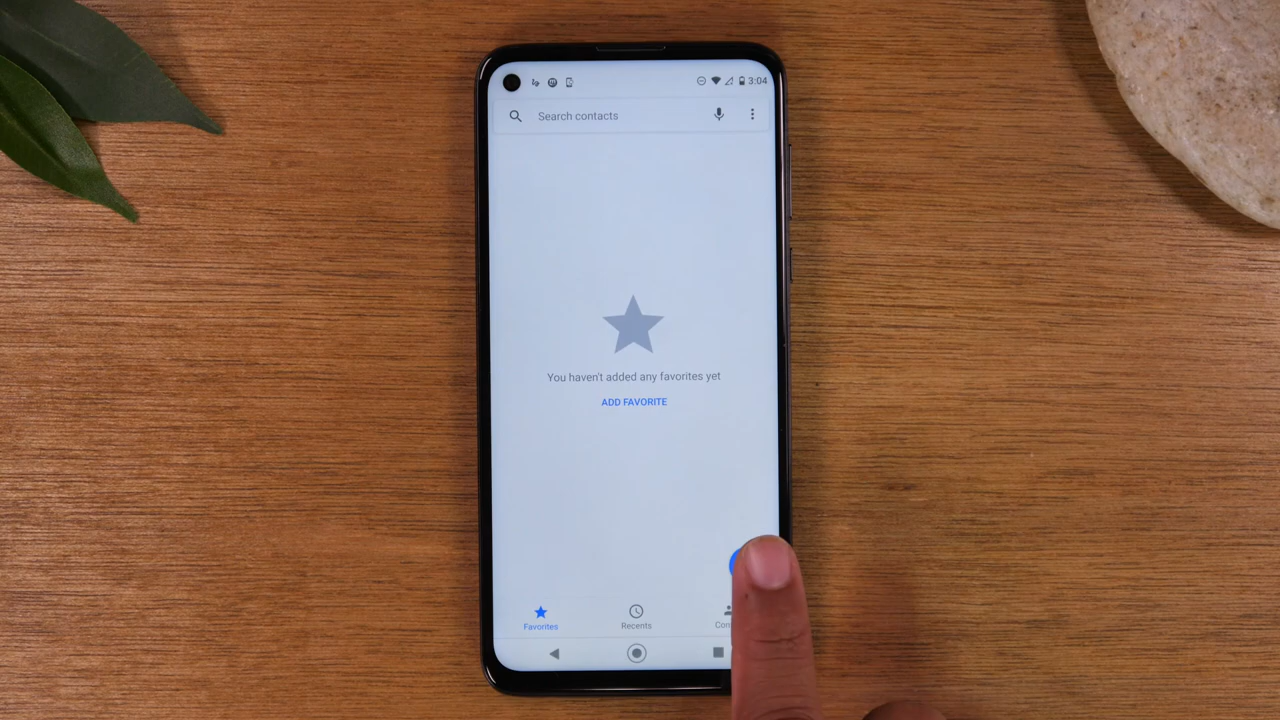 3:04
Search contacts
You haven't added any favorites yet
ADD FAVORITE
Favorites
Recents